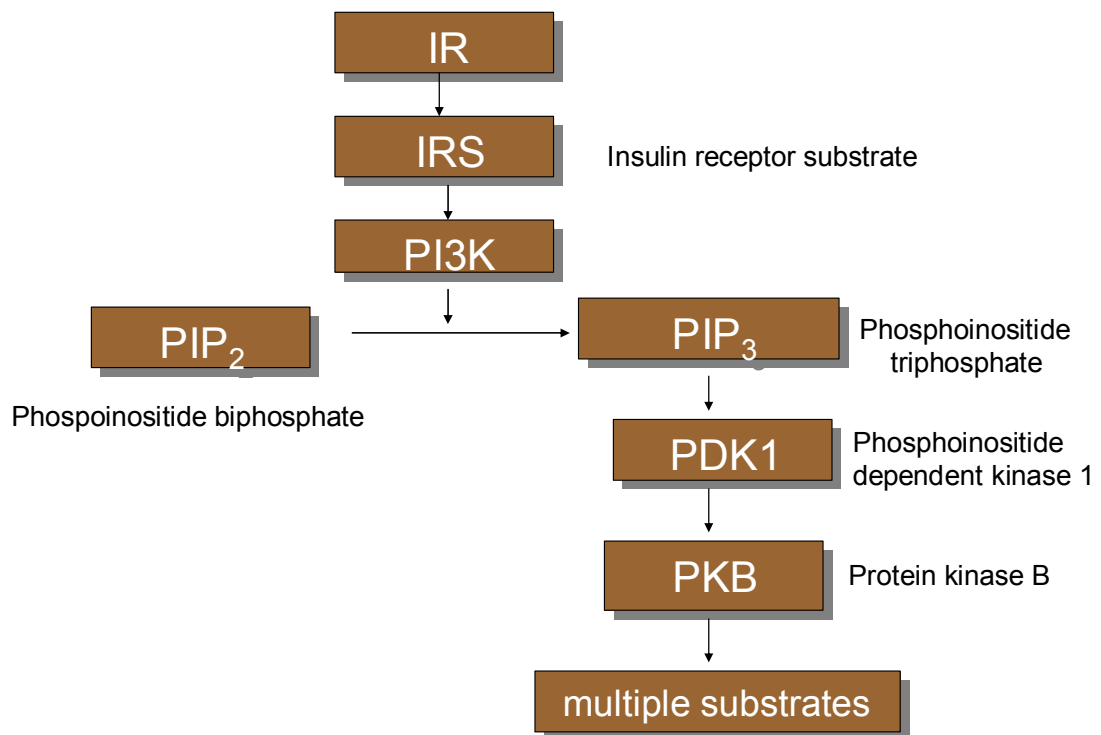 IR
IRS
Insulin receptor substrate
PI3K
PIP₂
PIP₃
Phosphoinositide
triphosphate
Phospoinositide biphosphate
PDK1
Phosphoinositide
dependent kinase 1
PKB
Protein kinase B
multiple substrates